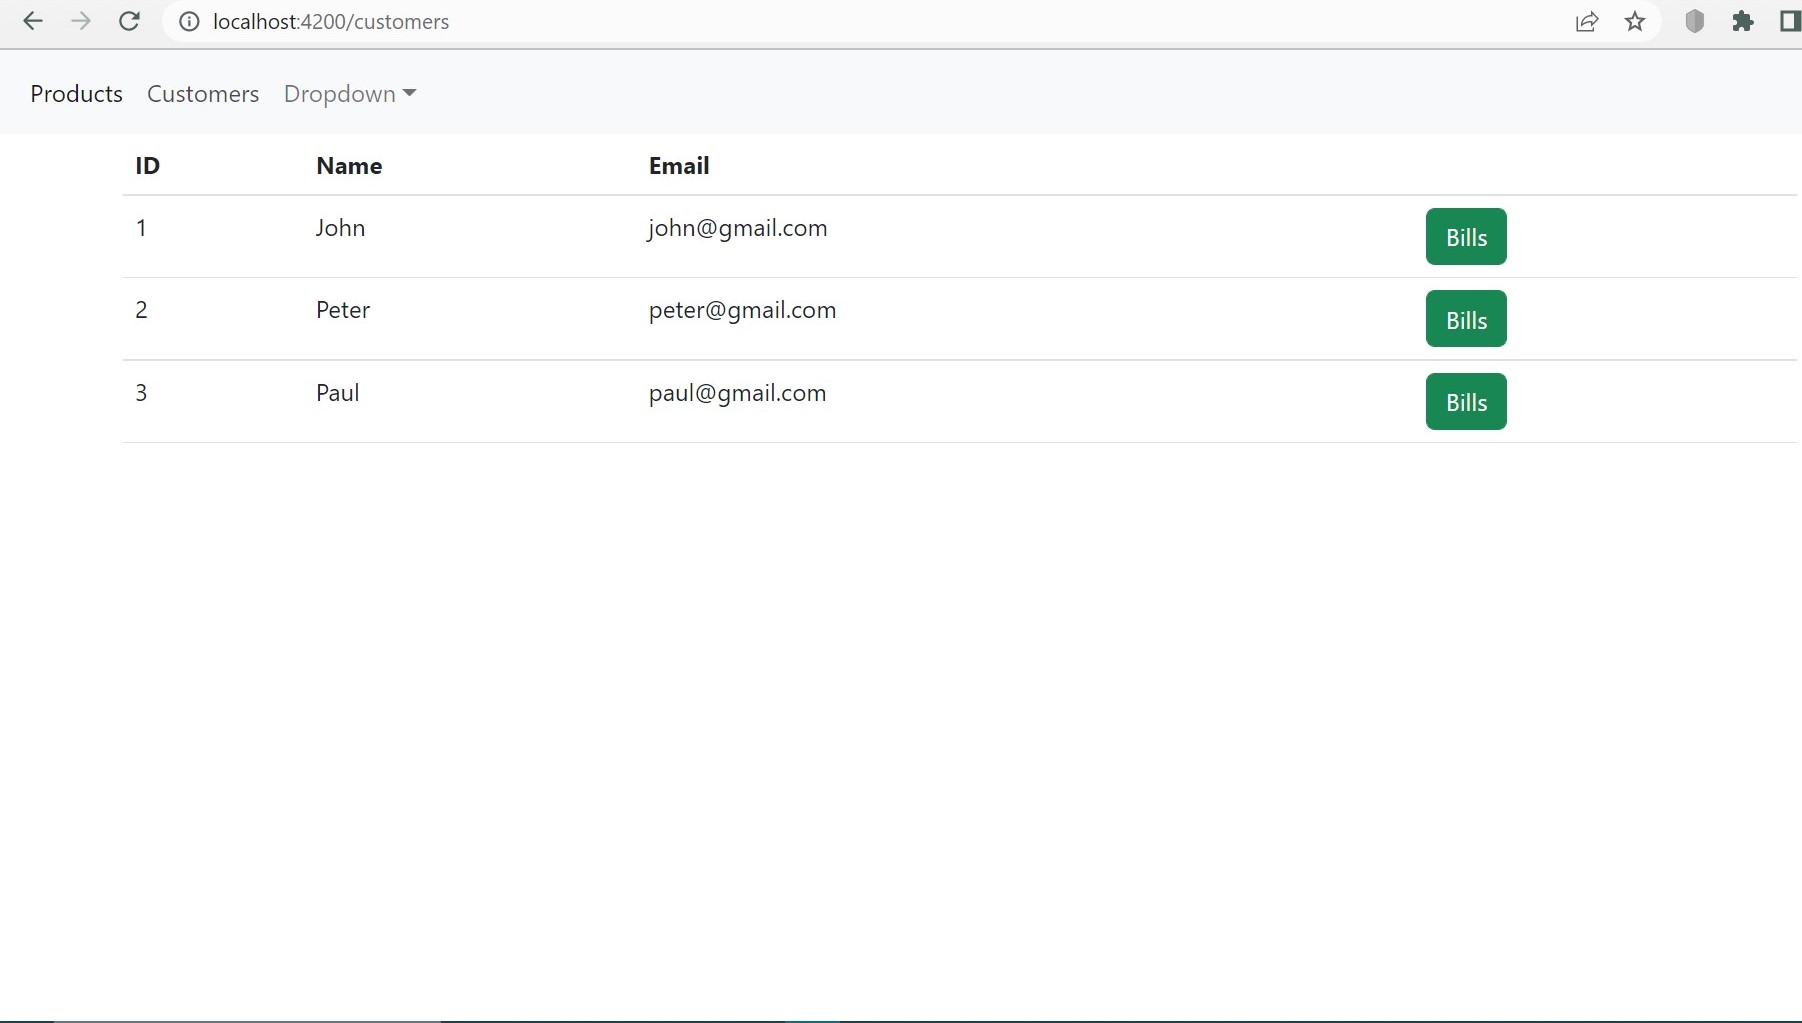 localhost:4200/customers
Products Customers Dropdown
ID Name Email
1 John john@gmail.com Bills
2 Peter peter@gmail.com Bills
3 Paul paul@gmail.com Bills